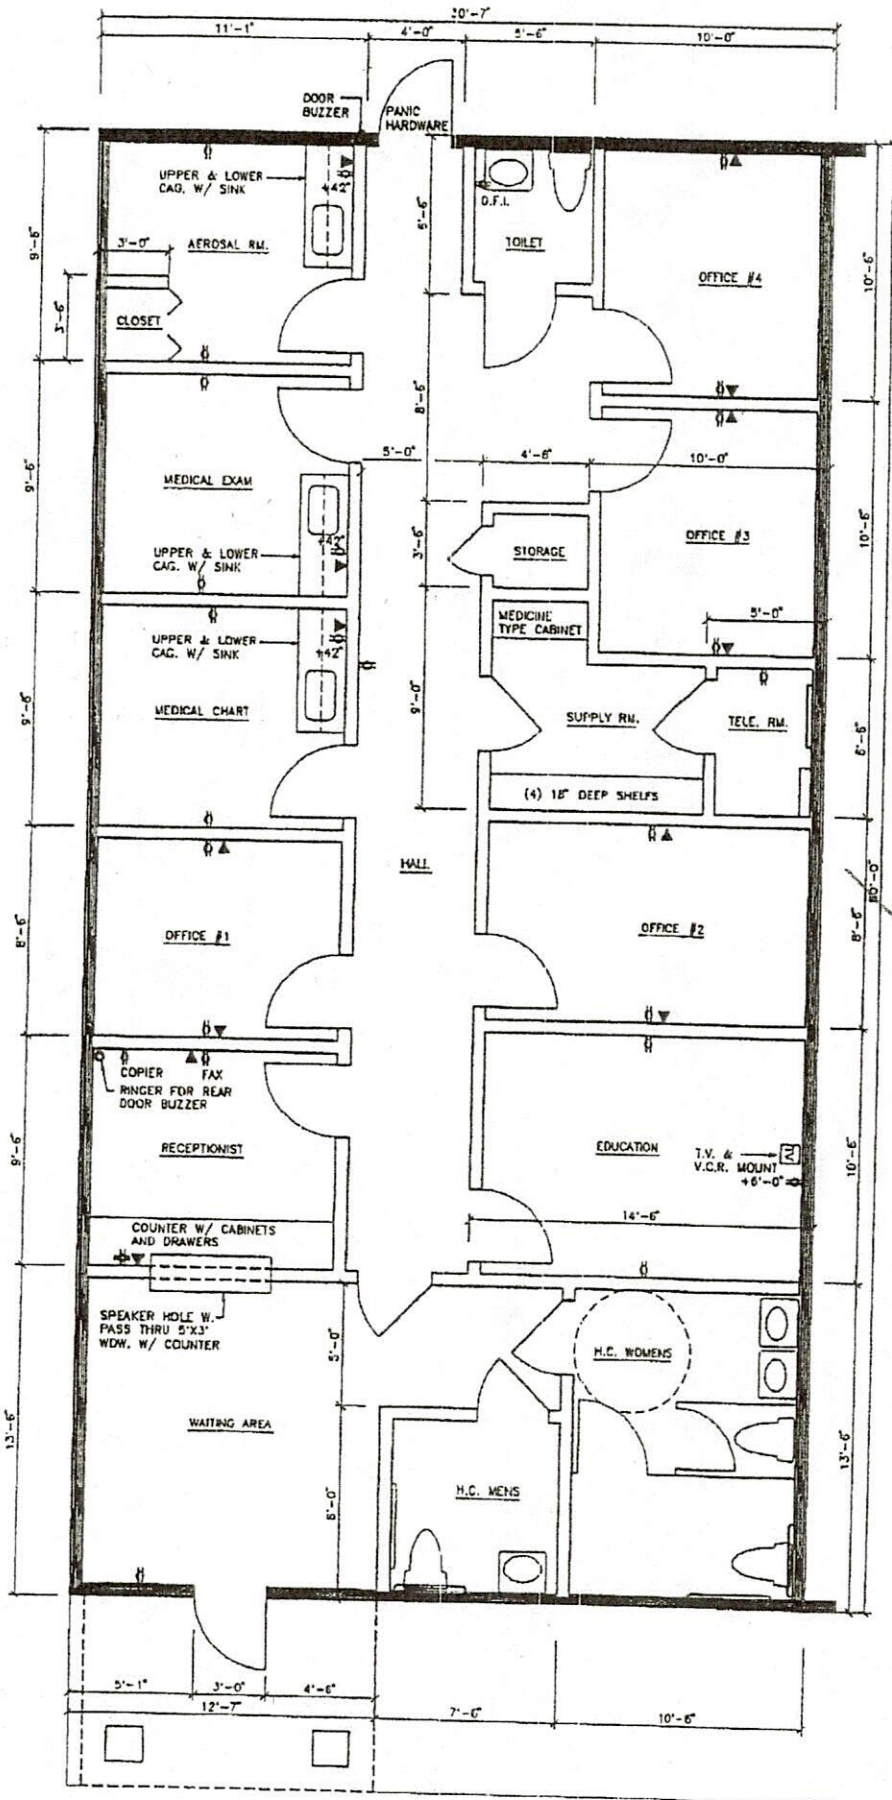 30'-7"
11'-1" 4'-0" 5'-6" 10'-0"
DOOR
BUZZER
PANIC
HARDWARE
UPPER & LOWER
CAG. W/ SINK
+42"
G.F.I.
9'-6"
3'-0"
AEROSAL RM.
5'-6"
TOILET
OFFICE #4
10'-6"
3'-6"
CLOSET
8'-6"
5'-0" 4'-6" 10'-0"
9'-6"
MEDICAL EXAM
+42"
UPPER & LOWER
CAG. W/ SINK
3'-6"
STORAGE
OFFICE #3
10'-6"
5'-0"
MEDICINE
TYPE CABINET
UPPER & LOWER
CAG. W/ SINK
+42"
9'-6"
MEDICAL CHART
9'-0"
SUPPLY RM.
TELE. RM.
6'-6"
(4) 18" DEEP SHELFS
HALL
60'-0"
8'-6"
OFFICE #1
OFFICE #2
8'-6"
COPIER FAX
RINGER FOR REAR
DOOR BUZZER
9'-6"
RECEPTIONIST
EDUCATION
T.V. &
V.C.R. MOUNT
+6'-0"
10'-6"
14'-6"
COUNTER W/ CABINETS
AND DRAWERS
SPEAKER HOLE W.
PASS THRU 5'X3'
WDW. W/ COUNTER
5'-0"
H.C. WOMENS
13'-6"
WAITING AREA
8'-0"
H.C. MENS
13'-6"
5'-1" 3'-0" 4'-6"
12'-7" 7'-6" 10'-6"